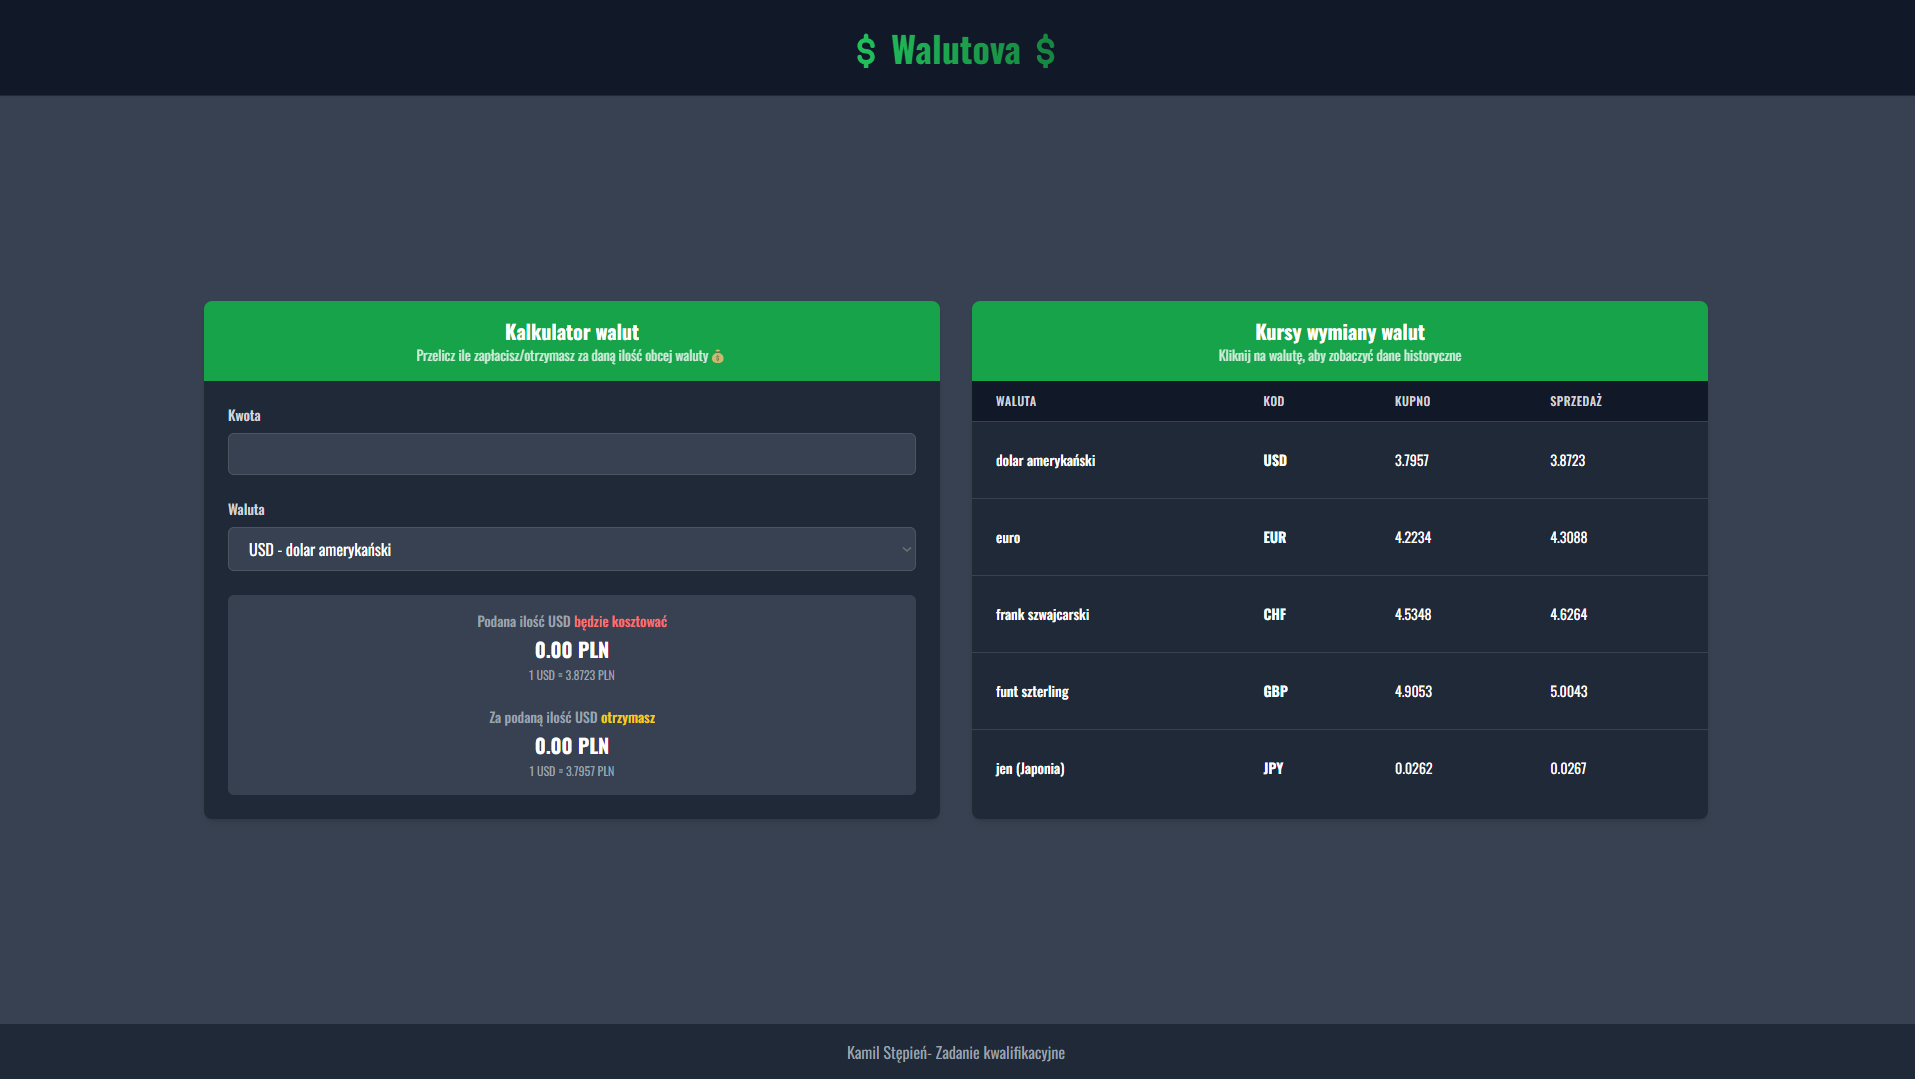 $ Walutova $
Kalkulator walut
Przelicz ile zapłacisz/otrzymasz za daną ilość obcej waluty 💰
Kwota
Waluta
USD - dolar amerykański
Podana ilość USD będzie kosztować
0.00 PLN
1 USD = 3.8723 PLN
Za podaną ilość USD otrzymasz
0.00 PLN
1 USD = 3.7957 PLN
Kursy wymiany walut
Kliknij na walutę, aby zobaczyć dane historyczne
WALUTA KOD KUPNO SPRZEDAŻ
dolar amerykański USD 3.7957 3.8723
euro EUR 4.2234 4.3088
frank szwajcarski CHF 4.5348 4.6264
funt szterling GBP 4.9053 5.0043
jen (Japonia) JPY 0.0262 0.0267
Kamil Stępień- Zadanie kwalifikacyjne